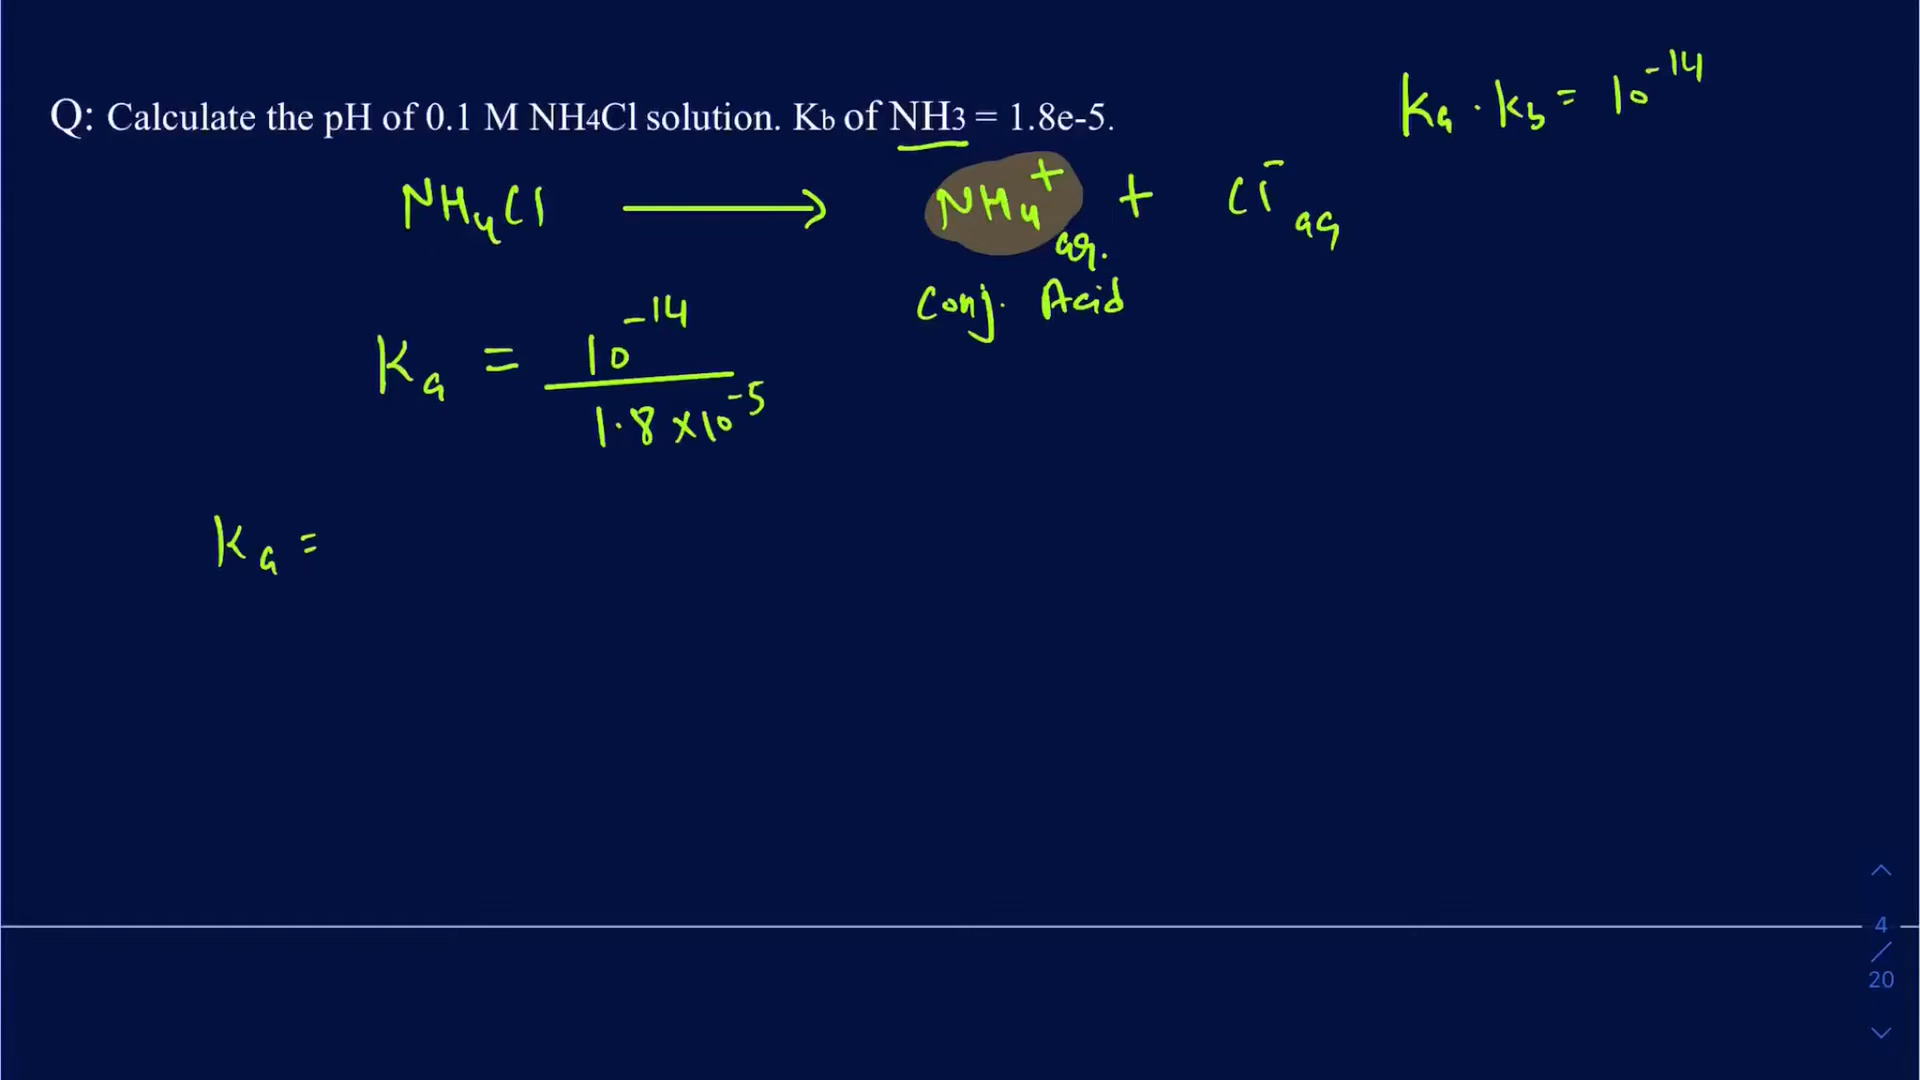 Q: Calculate the pH of 0.1 M NH4Cl solution. Kb of NH3 = 1.8e-5.
Ka · Kb = 10⁻¹⁴
NH₄Cl ⟶ NH₄⁺ aq. + Cl⁻ aq
Conj. Acid
Ka = 10⁻¹⁴
1.8 × 10⁻⁵
Ka =
4
/
20